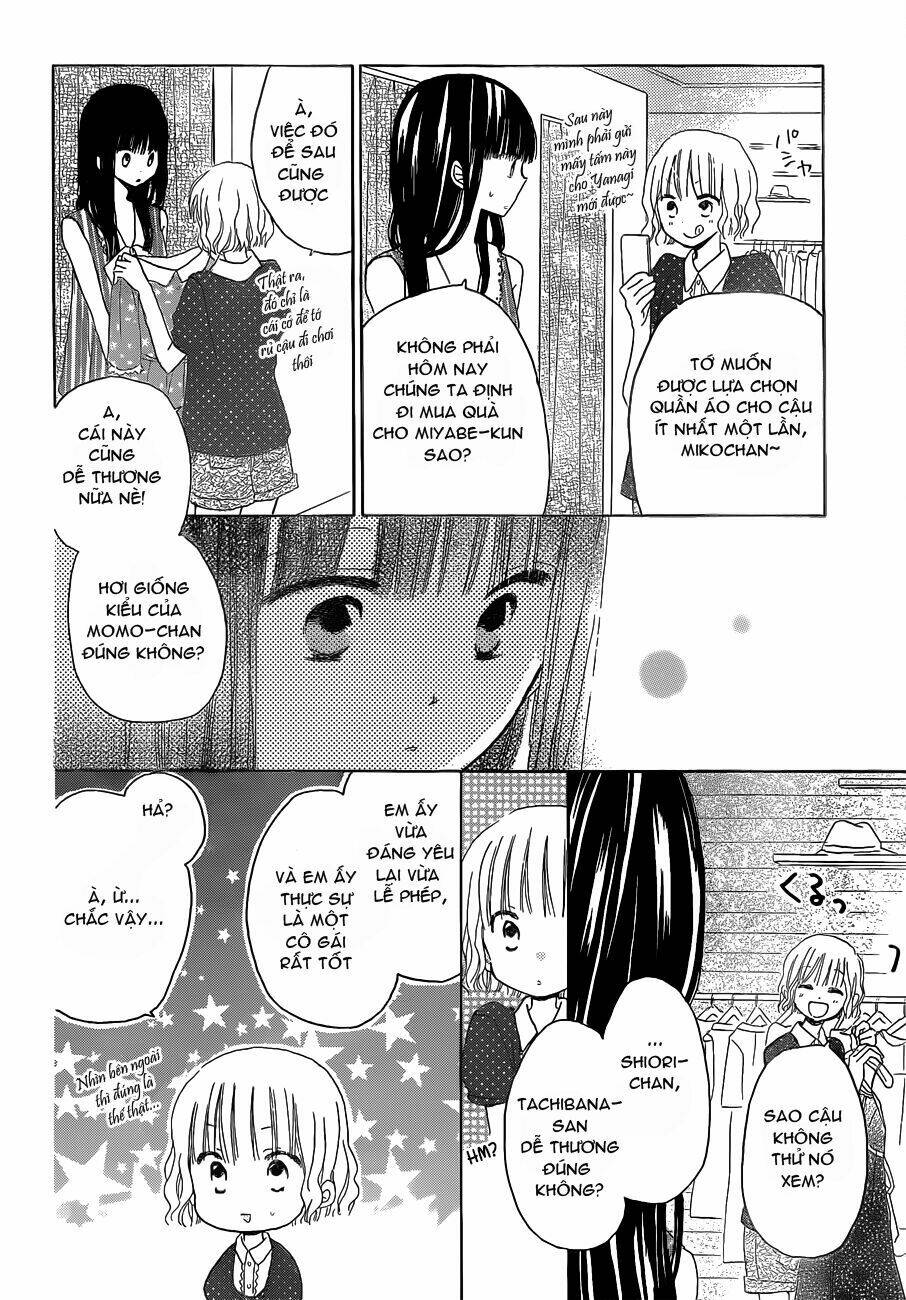 パシャ
Sau này
mình phải gửi
mấy tấm này
cho Yanagi
mới được~
TỚ MUỐN
ĐƯỢC LỰA CHỌN
QUẦN ÁO CHO CẬU
ÍT NHẤT MỘT LẦN,
MIKOCHAN~
KHÔNG PHẢI
HÔM NAY
CHÚNG TA ĐỊNH
ĐI MUA QUÀ
CHO MIYABE-KUN
SAO?
À,
VIỆC ĐÓ
ĐỂ SAU
CŨNG ĐƯỢC
Thật ra,
đó chỉ là
cái cớ để tớ
rủ cậu đi chơi
thôi
A,
CÁI NÀY
CŨNG
DỄ THƯƠNG
NỮA NÈ!
HƠI GIỐNG
KIỂU CỦA
MOMO-CHAN
ĐÚNG KHÔNG?
くるっ
SAO CẬU
KHÔNG
THỬ NÓ
XEM?
...
SHIORI-
CHAN,
TACHIBANA-
SAN
DỄ THƯƠNG
ĐÚNG
KHÔNG?
HM?
EM ẤY
VỪA
ĐÁNG YÊU
LẠI VỪA
LỄ PHÉP,
VÀ EM ẤY
THỰC SỰ
LÀ MỘT
CÔ GÁI
RẤT TỐT
HẢ?
À, Ừ...
CHẮC VẬY...
Nhìn bên ngoài
thì đúng là
thế thật...